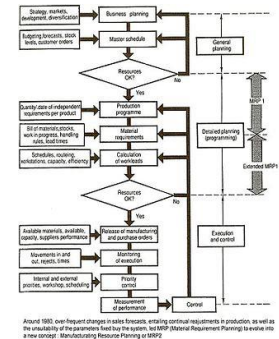 Strategy, markets,
development, diversification
Business planning
Budgeting, forecasts, stock
levels, customer orders
Master schedule
General
planning
Resources
OK?
No
Yes
MRP 1
Quantity/date of independent
requirements per product
Production
programme
Bill of materials, stocks,
work in progress, handling
rules, lead times
Material
requirements
Detailed planning
(programming)
Schedules, routeing,
workstations, capacity, efficiency
Calculation
of workloads
Extended MRP1
Resources
OK?
No
Yes
Execution
and control
Available materials, available
capacity, suppliers performance
Release of manufacturing
and purchase orders
Movements in
and out, rejects, times
Monitoring
of execution
Internal and external
priorities, workshop, scheduling
Priority
control
Measurement
of performance
Control
Around 1980, over-frequent changes in sales forecasts, entailing continual readjustments in production, as well as
the unsuitability of the parameters fixed by the system, led MRP (Material Requirement Planning) to evolve into
a new concept : Manufacturing Resource Planning or MRP2